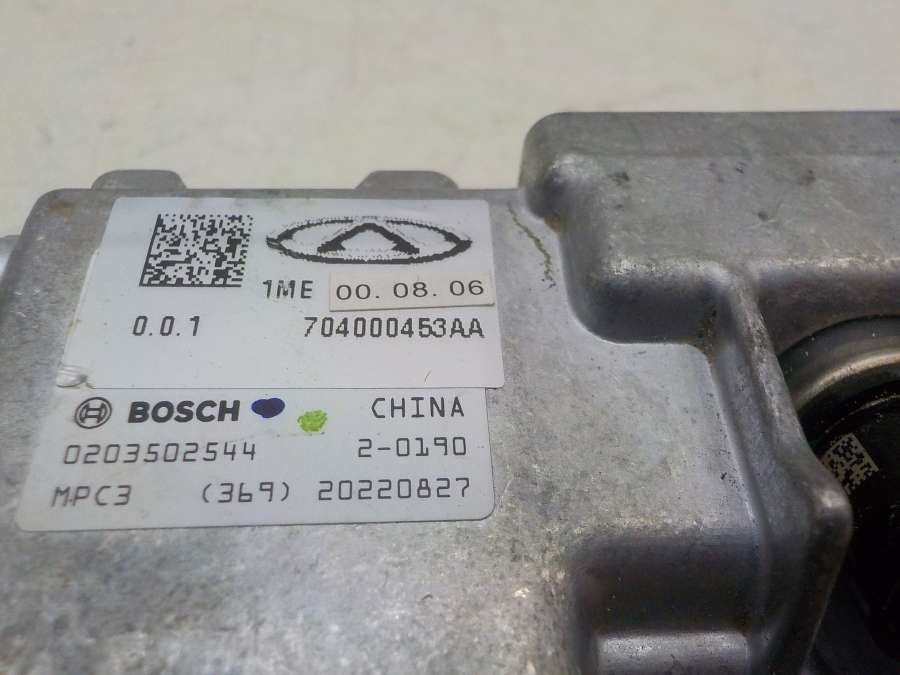 1ME 00.08.06
0.0.1 704000453AA
BOSCH CHINA
0203502544 2-0190
MPC3 (369) 20220827